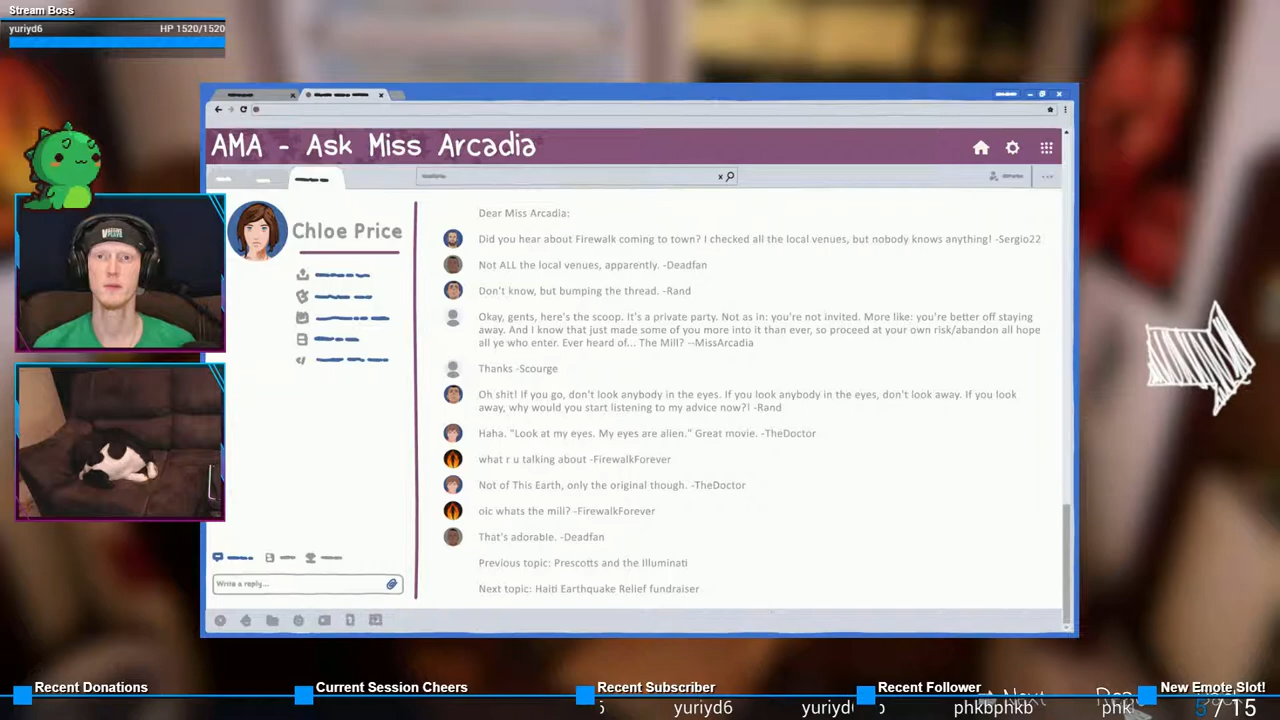 Stream Boss
yuriyd6 HP 1520/1520
AMA - Ask Miss Arcadia
Chloe Price
Dear Miss Arcadia:
Did you hear about Firewalk coming to town? I checked all the local venues, but nobody knows anything! -Sergio22
Not ALL the local venues, apparently. -Deadfan
Don't know, but bumping the thread. -Rand
Okay, gents, here's the scoop. It's a private party. Not as in: you're not invited. More like: you're better off staying
away. And I know that just made some of you more into it than ever, so proceed at your own risk/abandon all hope
all ye who enter. Ever heard of... The Mill? --MissArcadia
Thanks -Scourge
Oh shit! If you go, don't look anybody in the eyes. If you look anybody in the eyes, don't look away. If you look
away, why would you start listening to my advice now?! -Rand
Haha. "Look at my eyes. My eyes are alien." Great movie. -TheDoctor
what r u talking about -FirewalkForever
Not of This Earth, only the original though. -TheDoctor
oic whats the mill? -FirewalkForever
That's adorable. -Deadfan
Previous topic: Prescotts and the Illuminati
Next topic: Haiti Earthquake Relief fundraiser
Write a reply...
Recent Donations
Current Session Cheers
Recent Subscriber
Recent Follower
New Emote Slot!
5 yuriyd6 yuriyd
phkbphkb phk
5 / 15